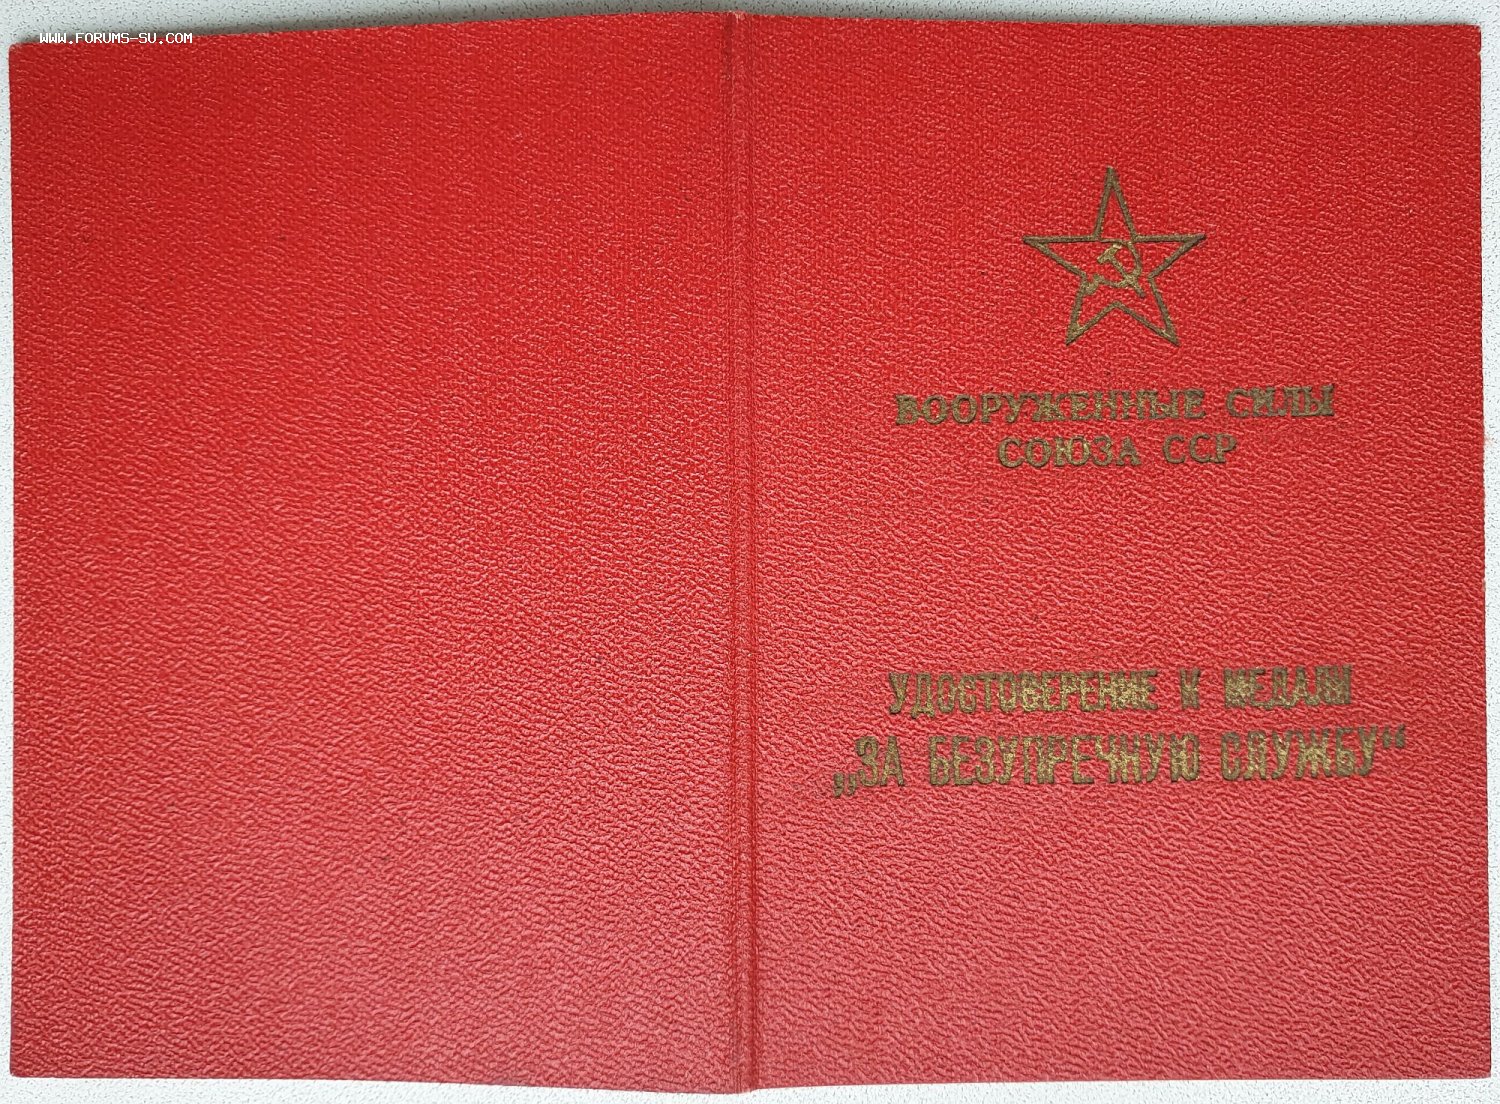 WWW.FORUMS-SU.COM
ВООРУЖЕННЫЕ СИЛЫ
СОЮЗА ССР
УДОСТОВЕРЕНИЕ К МЕДАЛИ
„ЗА БЕЗУПРЕЧНУЮ СЛУЖБУ“